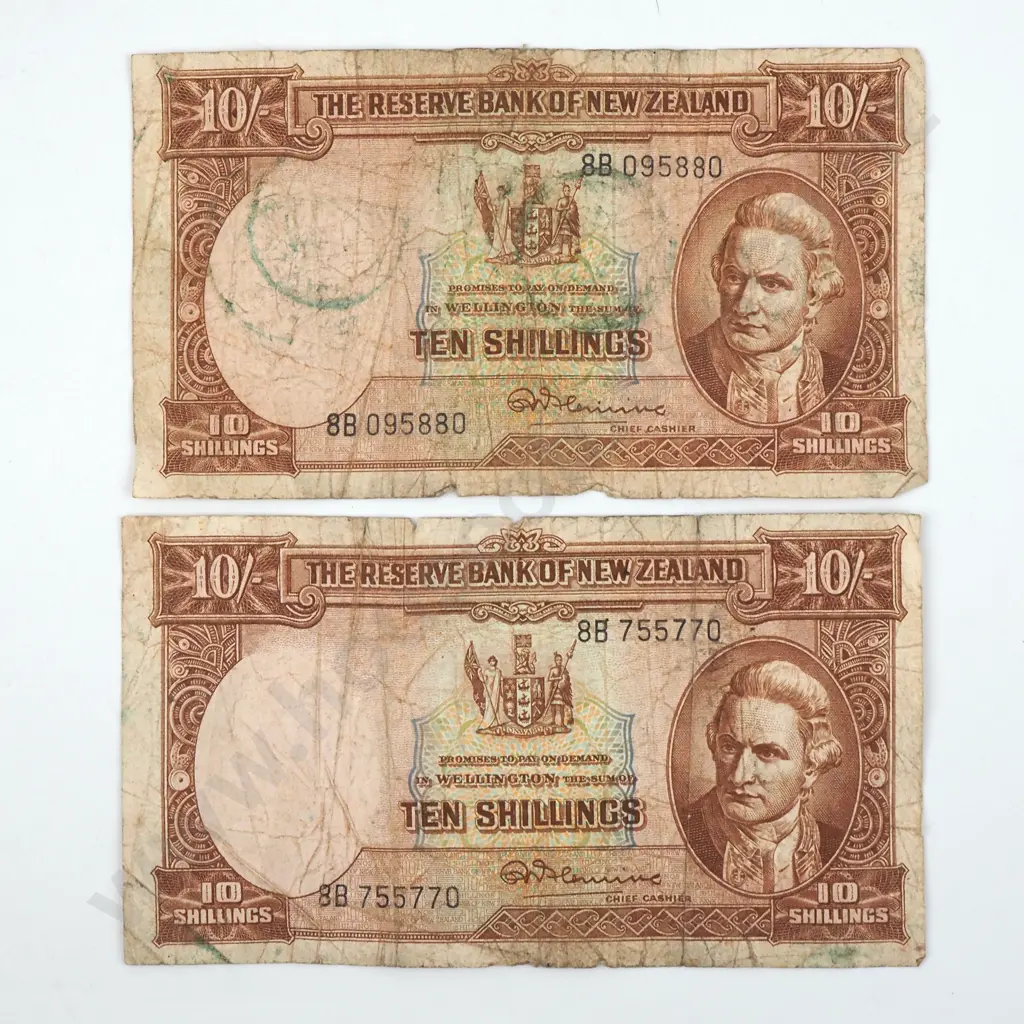 10/-
THE RESERVE BANK OF NEW ZEALAND
10/-
8B 095880
ONWARD
PROMISES TO PAY ON DEMAND
IN WELLINGTON THE SUM OF
TEN SHILLINGS
8B 095880
CHIEF CASHIER
10
SHILLINGS
10
SHILLINGS
10/-
THE RESERVE BANK OF NEW ZEALAND
10/-
8B 755770
ONWARD
PROMISES TO PAY ON DEMAND
IN WELLINGTON THE SUM OF
TEN SHILLINGS
8B 755770
CHIEF CASHIER
10
SHILLINGS
10
SHILLINGS